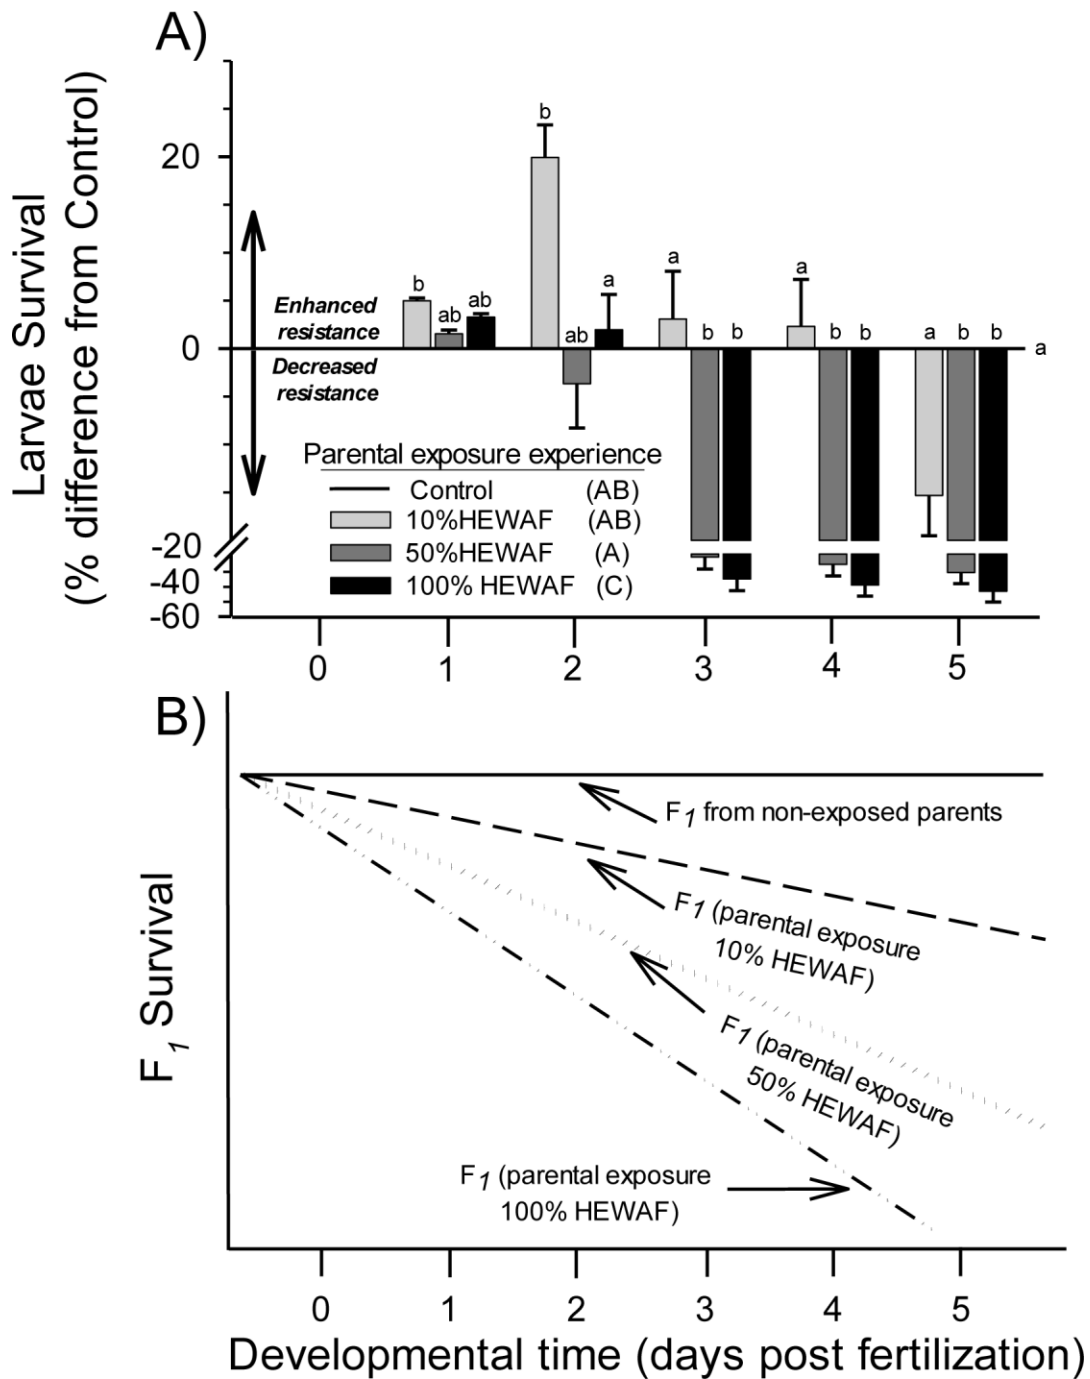 A)
Larvae Survival
(% difference from Control)
20
0
-20
-40
-60
Enhanced
resistance
Decreased
resistance
b
ab
ab
b
ab
a
a
b
b
a
b
b
a
b
b
a
Parental exposure experience
Control (AB)
10%HEWAF (AB)
50%HEWAF (A)
100% HEWAF (C)
0 1 2 3 4 5
B)
F1 Survival
F1 from non-exposed parents
F1 (parental exposure
10% HEWAF)
F1 (parental exposure
50% HEWAF)
F1 (parental exposure
100% HEWAF)
0 1 2 3 4 5
Developmental time (days post fertilization)